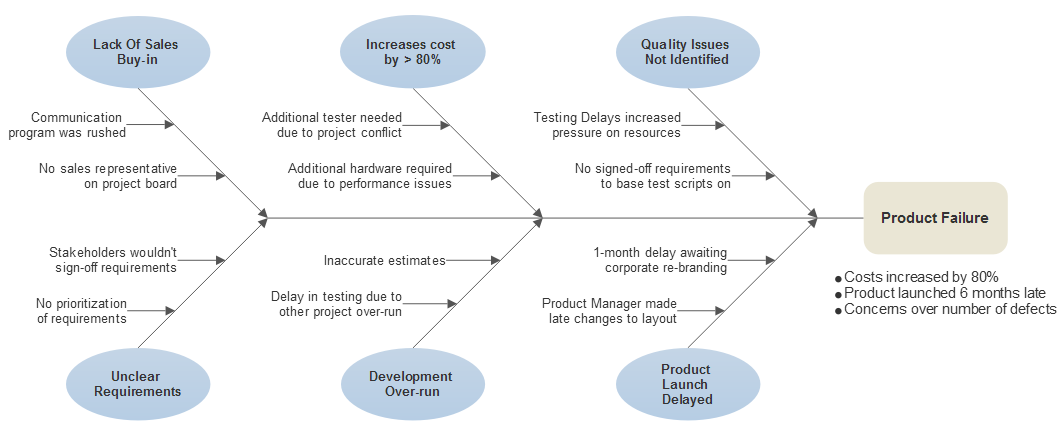 Lack Of Sales
Buy-in
Increases cost
by > 80%
Quality Issues
Not Identified
Communication
program was rushed
Additional tester needed
due to project conflict
Testing Delays increased
pressure on resources
No sales representative
on project board
Additional hardware required
due to performance issues
No signed-off requirements
to base test scripts on
Product Failure
Stakeholders wouldn't
sign-off requirements
Inaccurate estimates
1-month delay awaiting
corporate re-branding
No prioritization
of requirements
Delay in testing due to
other project over-run
Product Manager made
late changes to layout
● Costs increased by 80%
● Product launched 6 months late
● Concerns over number of defects
Unclear
Requirements
Development
Over-run
Product
Launch
Delayed